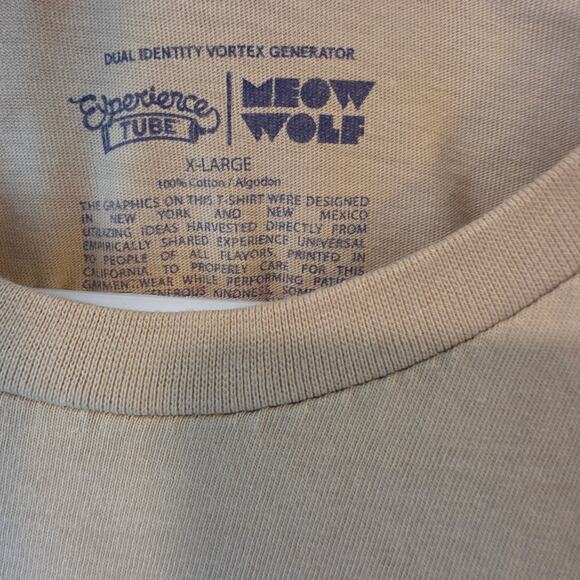 DUAL IDENTITY VORTEX GENERATOR
Experience TUBE
MEOW WOLF
X-LARGE
100% Cotton / Algodon
THE GRAPHICS ON THIS T-SHIRT WERE DESIGNED
IN NEW YORK AND NEW MEXICO
UTILIZING IDEAS HARVESTED DIRECTLY FROM
EMPIRICALLY SHARED EXPERIENCE UNIVERSAL
TO PEOPLE OF ALL FLAVORS. PRINTED IN
CALIFORNIA. TO PROPERLY CARE FOR THIS
GARMENT, WEAR WHILE PERFORMING
KINDNESS,